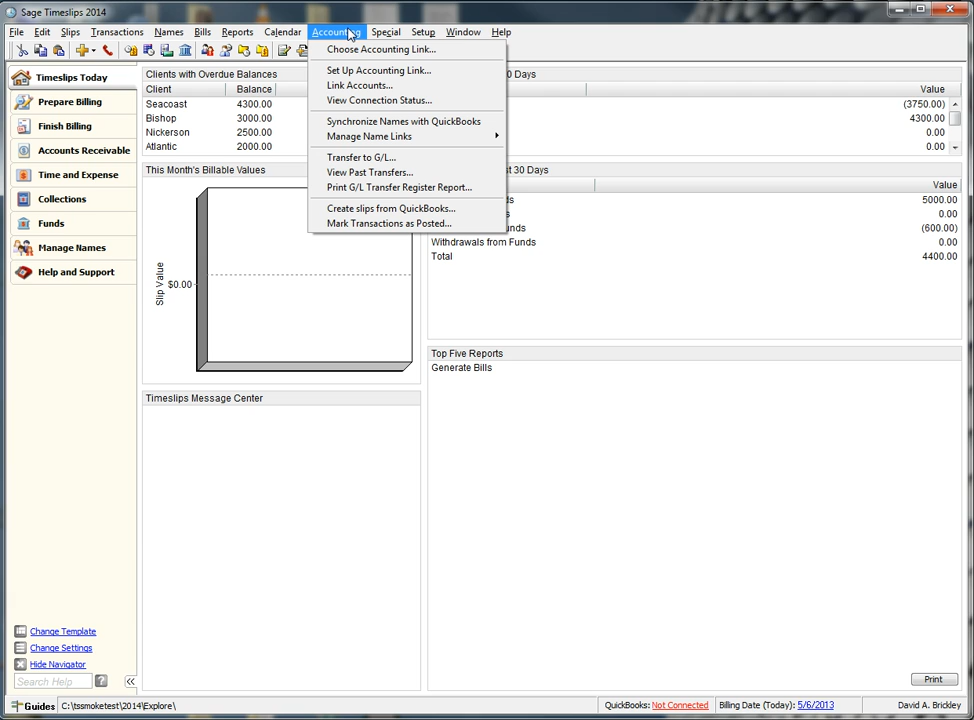 Sage Timeslips 2014
File Edit Slips Transactions Names Bills Reports Calendar Accounting Special Setup Window Help
Choose Accounting Link...
Set Up Accounting Link...
Link Accounts...
View Connection Status...
Synchronize Names with QuickBooks
Manage Name Links
Transfer to G/L...
View Past Transfers...
Print G/L Transfer Register Report...
Create slips from QuickBooks...
Mark Transactions as Posted...
Timeslips Today
Prepare Billing
Finish Billing
Accounts Receivable
Time and Expense
Collections
Funds
Manage Names
Help and Support
Change Template
Change Settings
Hide Navigator
Search Help ? <<
Clients with Overdue Balances
Client Balance
Seacoast 4300.00
Bishop 3000.00
Nickerson 2500.00
Atlantic 2000.00
This Month's Billable Values
Slip Value
$0.00
Timeslips Message Center
0 Days
Value
(3750.00)
4300.00
0.00
0.00
t 30 Days
Value
ds 5000.00
s 0.00
unds (600.00)
Withdrawals from Funds 0.00
Total 4400.00
Top Five Reports
Generate Bills
Print
Guides C:\tssmoketest\2014\Explore\ QuickBooks: Not Connected Billing Date (Today): 5/6/2013 David A. Brickley